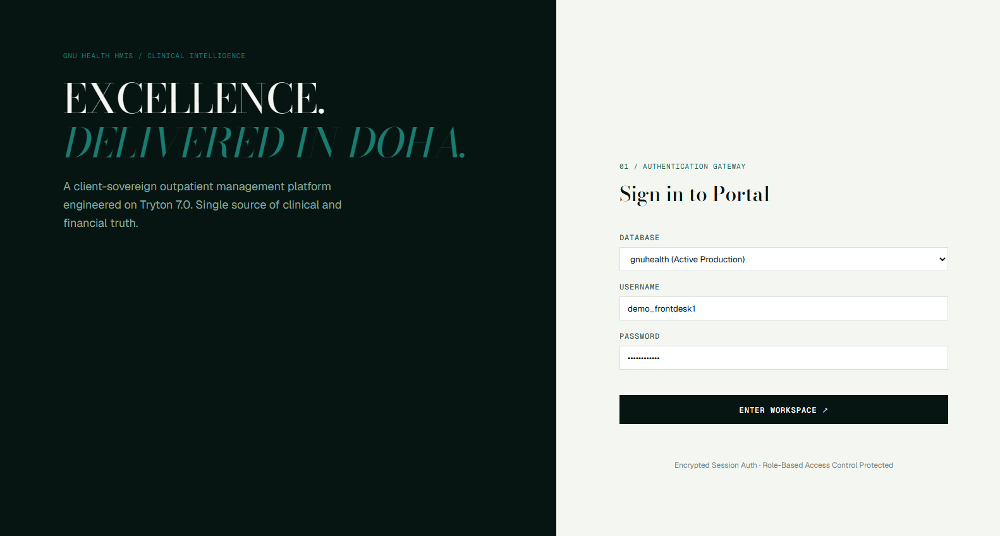 GNU HEALTH HMIS / CLINICAL INTELLIGENCE
EXCELLENCE.
DELIVERED IN DOHA.
A client-sovereign outpatient management platform
engineered on Tryton 7.0. Single source of clinical and
financial truth.
01 / AUTHENTICATION GATEWAY
Sign in to Portal
DATABASE
gnuhealth (Active Production)
USERNAME
demo_frontdesk1
PASSWORD
••••••••••••
ENTER WORKSPACE ↗
Encrypted Session Auth · Role-Based Access Control Protected